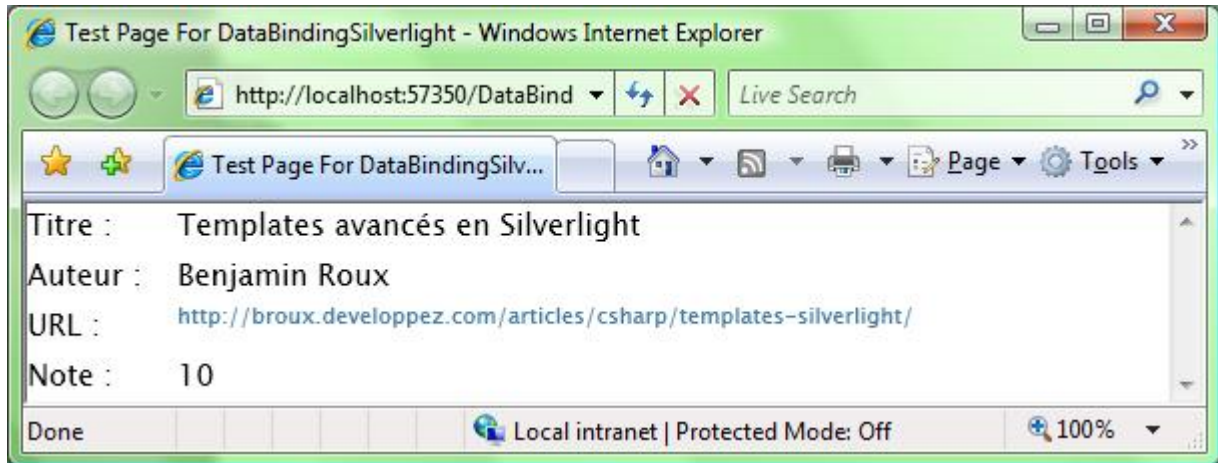 Test Page For DataBindingSilverlight - Windows Internet Explorer
http://localhost:57350/DataBind
Live Search
Test Page For DataBindingSilv...
Page
Tools
Titre : Templates avancés en Silverlight
Auteur : Benjamin Roux
URL : http://broux.developpez.com/articles/csharp/templates-silverlight/
Note : 10
Done
Local intranet | Protected Mode: Off
100%